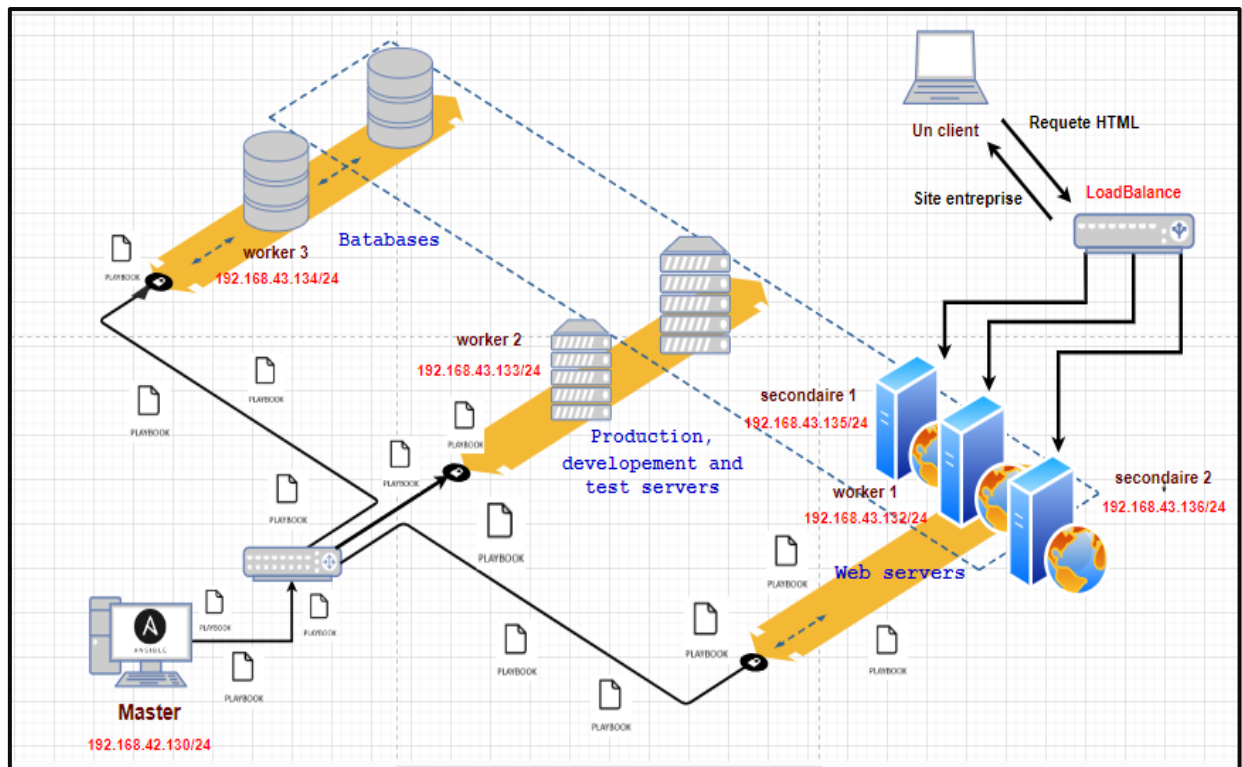 Un client
Requete HTML
Site entreprise
LoadBalance
Batabases
worker 3
192.168.43.134/24
PLAYBOOK
worker 2
192.168.43.133/24
PLAYBOOK
PLAYBOOK
PLAYBOOK
PLAYBOOK
Production,
developement and
test servers
secondaire 1
192.168.43.135/24
worker 1
192.168.43.132/24
secondaire 2
192.168.43.136/24
Web servers
PLAYBOOK
PLAYBOOK
PLAYBOOK
PLAYBOOK
PLAYBOOK
PLAYBOOK
PLAYBOOK
PLAYBOOK
PLAYBOOK
PLAYBOOK
PLAYBOOK
ANSIBLE
Master
192.168.42.130/24